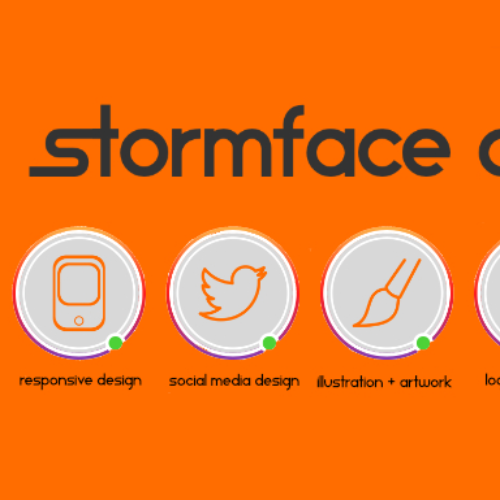 stormface
responsive design
social media design
illustration + artwork